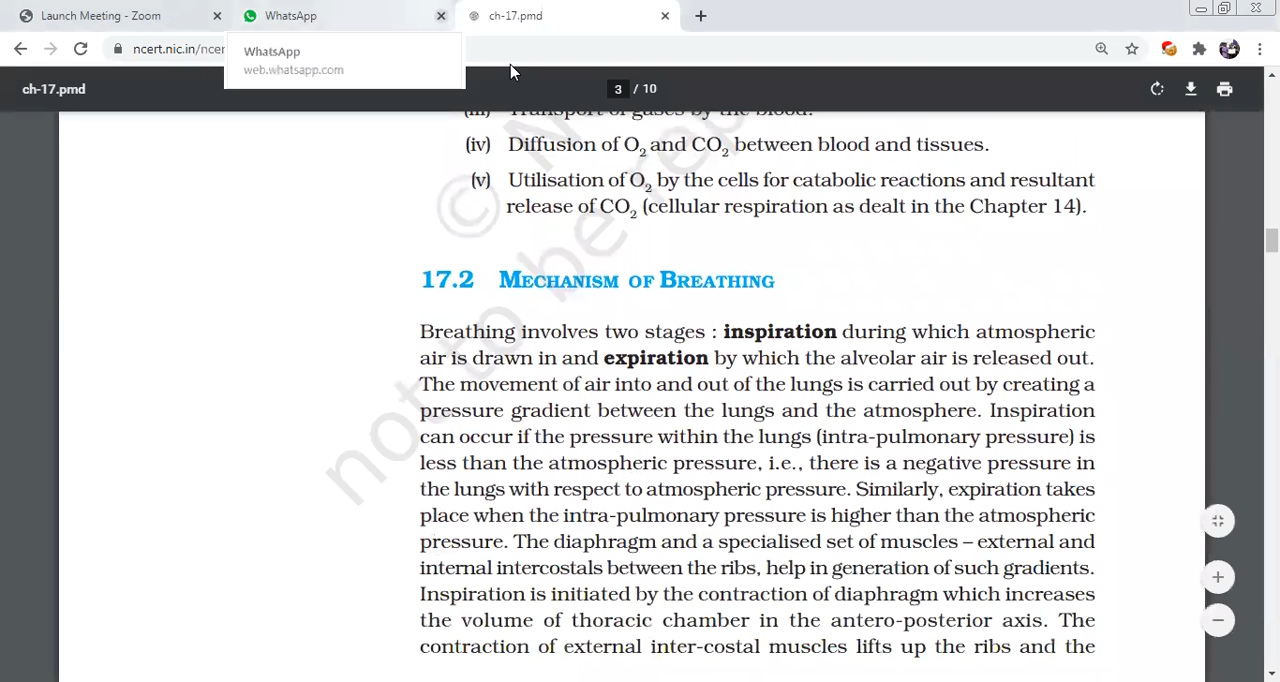 Launch Meeting - Zoom
WhatsApp
ch-17.pmd
ncert.nic.in/ncer
WhatsApp
web.whatsapp.com
ch-17.pmd
3 / 10
(iii) Transport of gases by the blood.
(iv) Diffusion of O2 and CO2 between blood and tissues.
(v) Utilisation of O2 by the cells for catabolic reactions and resultant
release of CO2 (cellular respiration as dealt in the Chapter 14).
17.2 MECHANISM OF BREATHING
Breathing involves two stages : inspiration during which atmospheric
air is drawn in and expiration by which the alveolar air is released out.
The movement of air into and out of the lungs is carried out by creating a
pressure gradient between the lungs and the atmosphere. Inspiration
can occur if the pressure within the lungs (intra-pulmonary pressure) is
less than the atmospheric pressure, i.e., there is a negative pressure in
the lungs with respect to atmospheric pressure. Similarly, expiration takes
place when the intra-pulmonary pressure is higher than the atmospheric
pressure. The diaphragm and a specialised set of muscles – external and
internal intercostals between the ribs, help in generation of such gradients.
Inspiration is initiated by the contraction of diaphragm which increases
the volume of thoracic chamber in the antero-posterior axis. The
contraction of external inter-costal muscles lifts up the ribs and the
© N
not to be rep